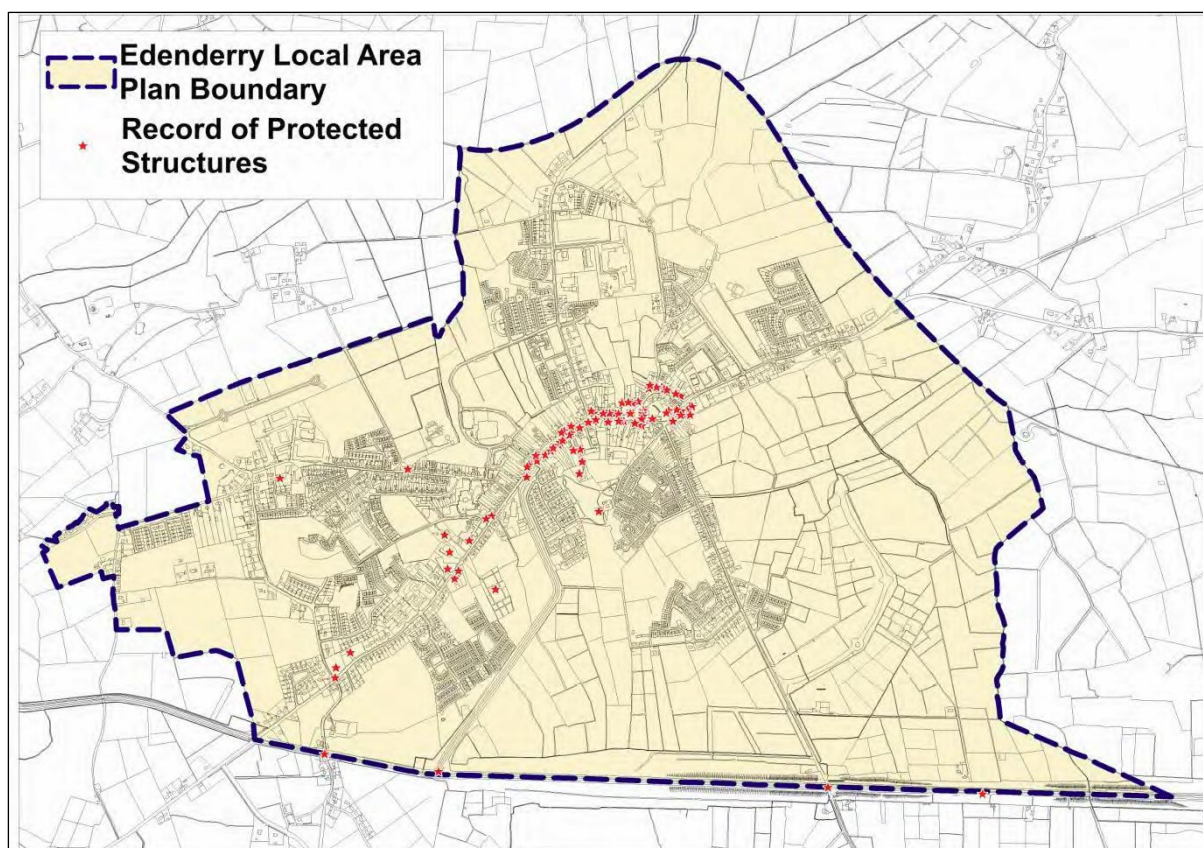 Edenderry Local Area
Plan Boundary
Record of Protected
Structures